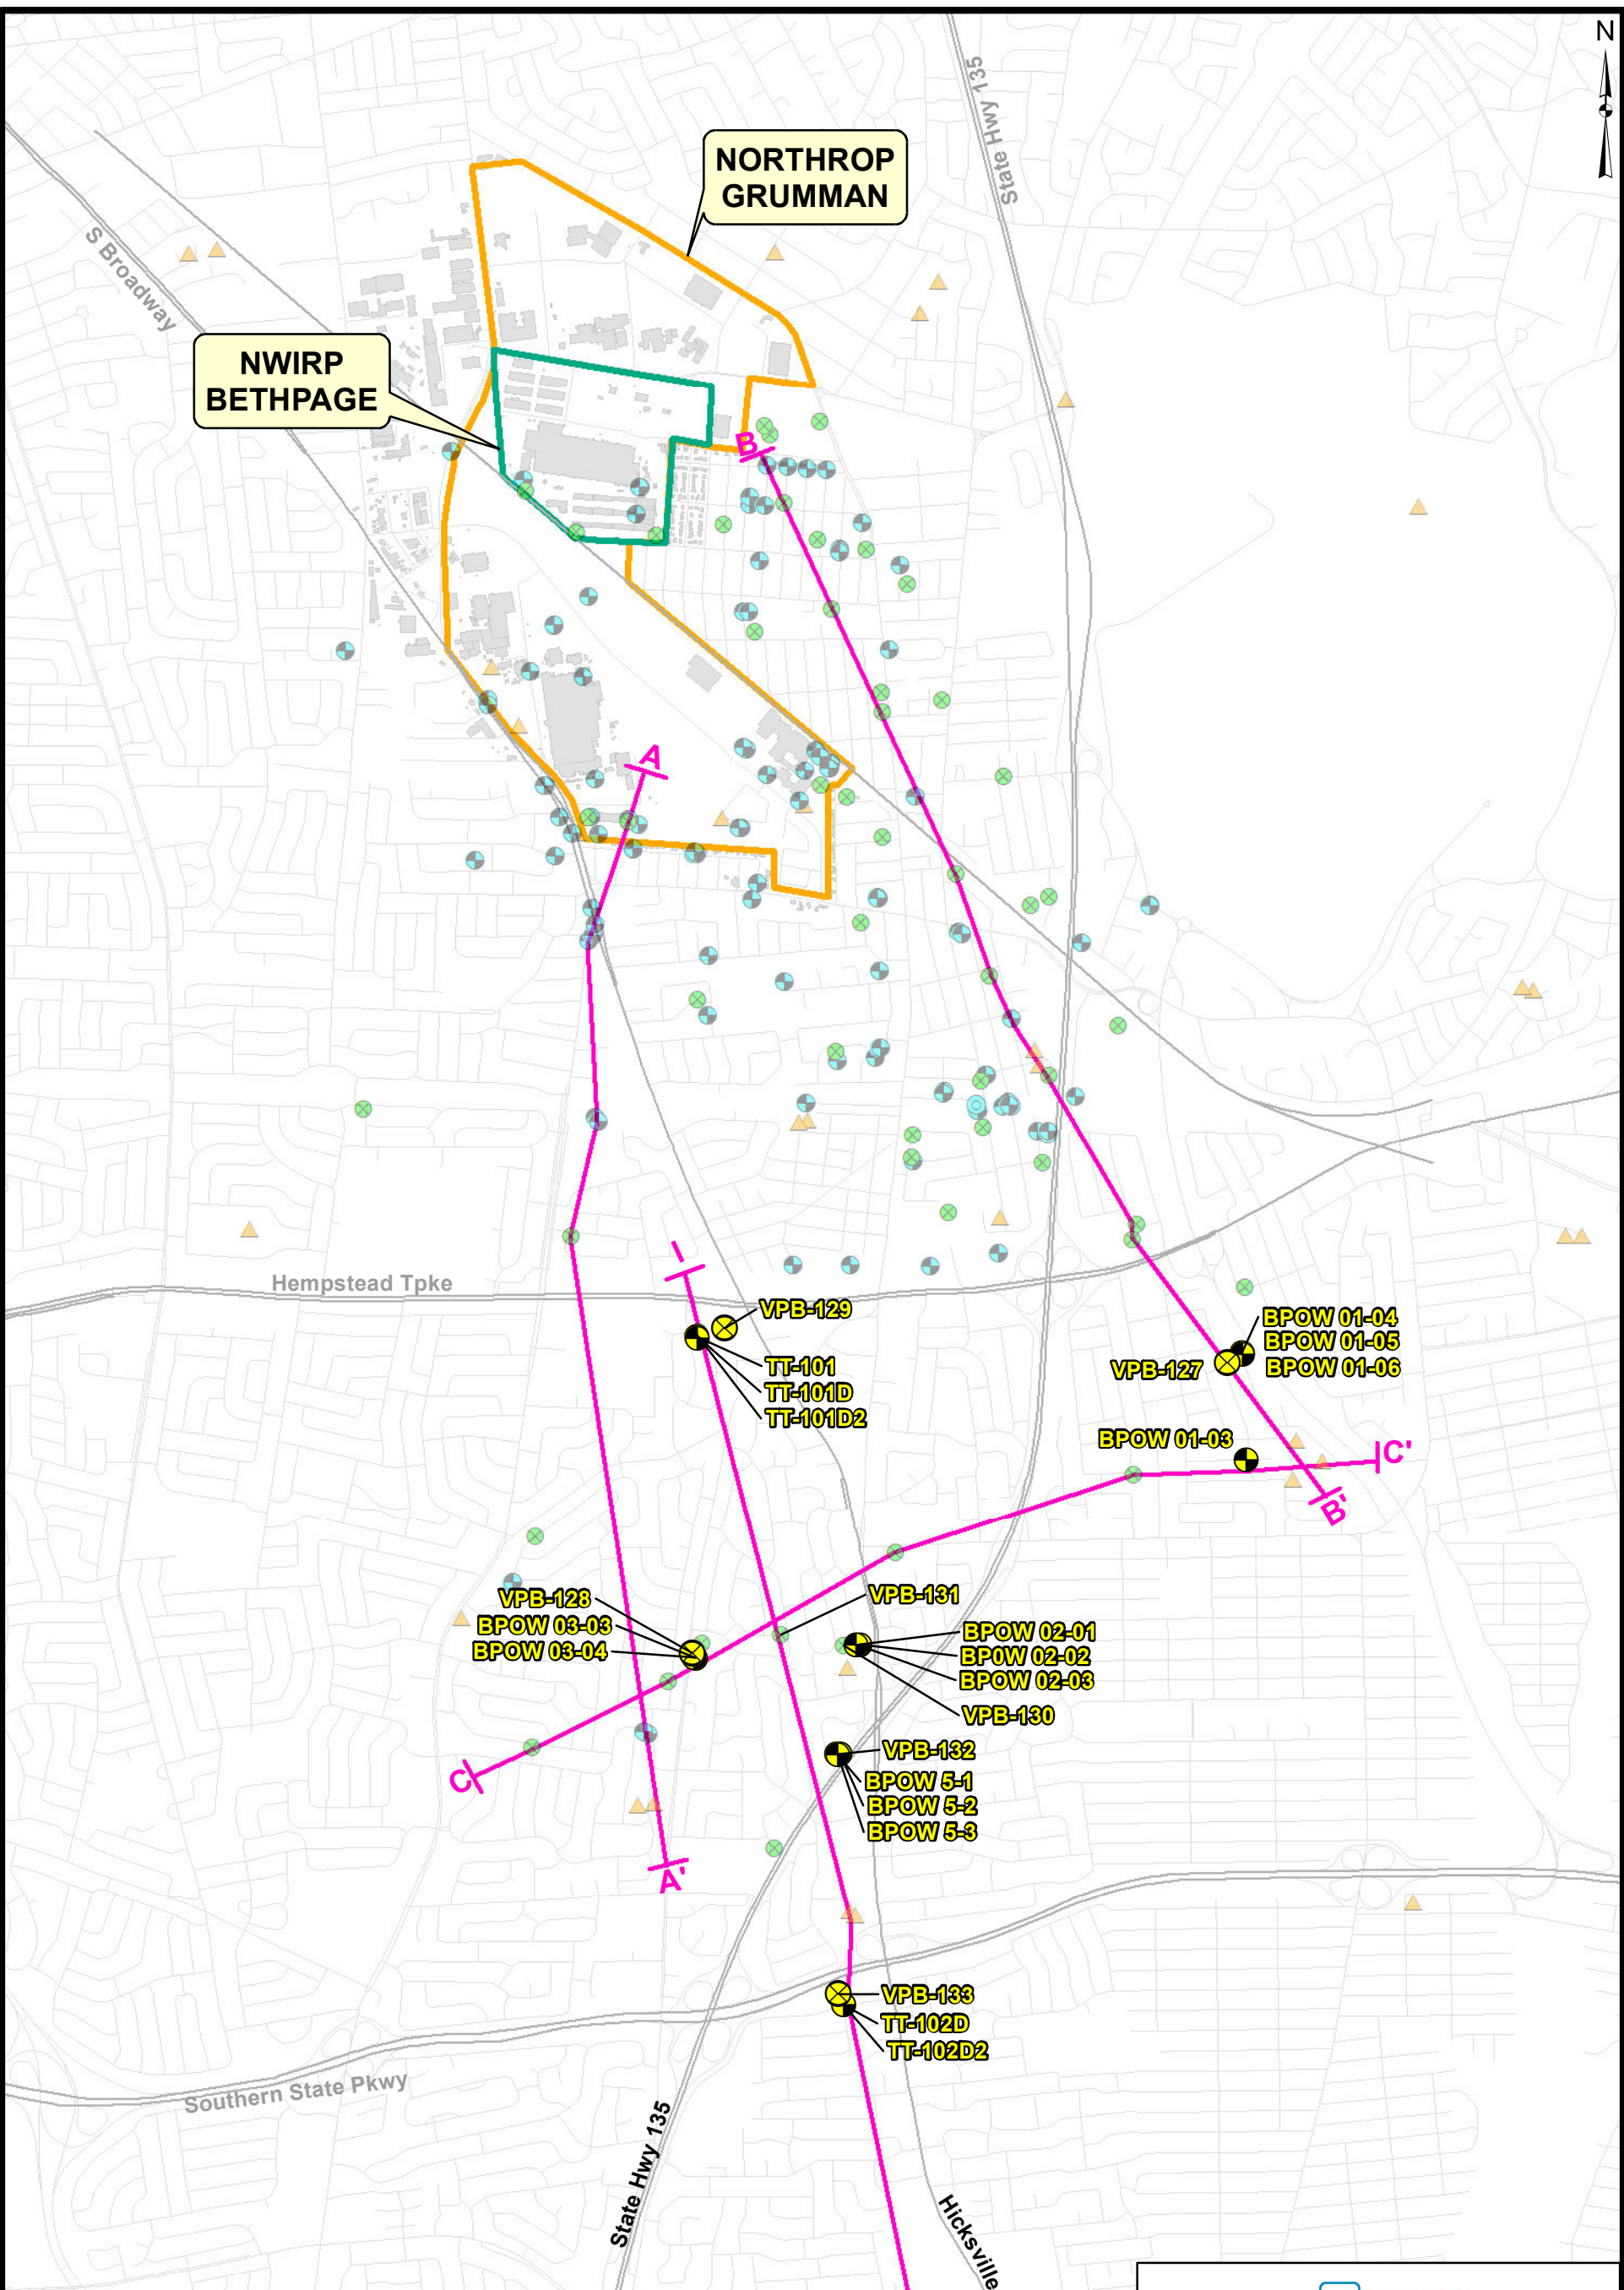 N
State Hwy 135
NORTHROP
GRUMMAN
S Broadway
NWIRP
BETHPAGE
B
A
I
Hempstead Tpke
VPB-129
TT-101
TT-101D
TT-101D2
BPOW 01-04
BPOW 01-05
BPOW 01-06
VPB-127
BPOW 01-03
C'
B'
VPB-128
BPOW 03-03
BPOW 03-04
VPB-131
BPOW 02-01
BP0W 02-02
BPOW 02-03
VPB-130
VPB-132
BPOW 5-1
BPOW 5-2
BPOW 5-3
C
A'
VPB-133
TT-102D
TT-102D2
Southern State Pkwy
State Hwy 135
Hicksville